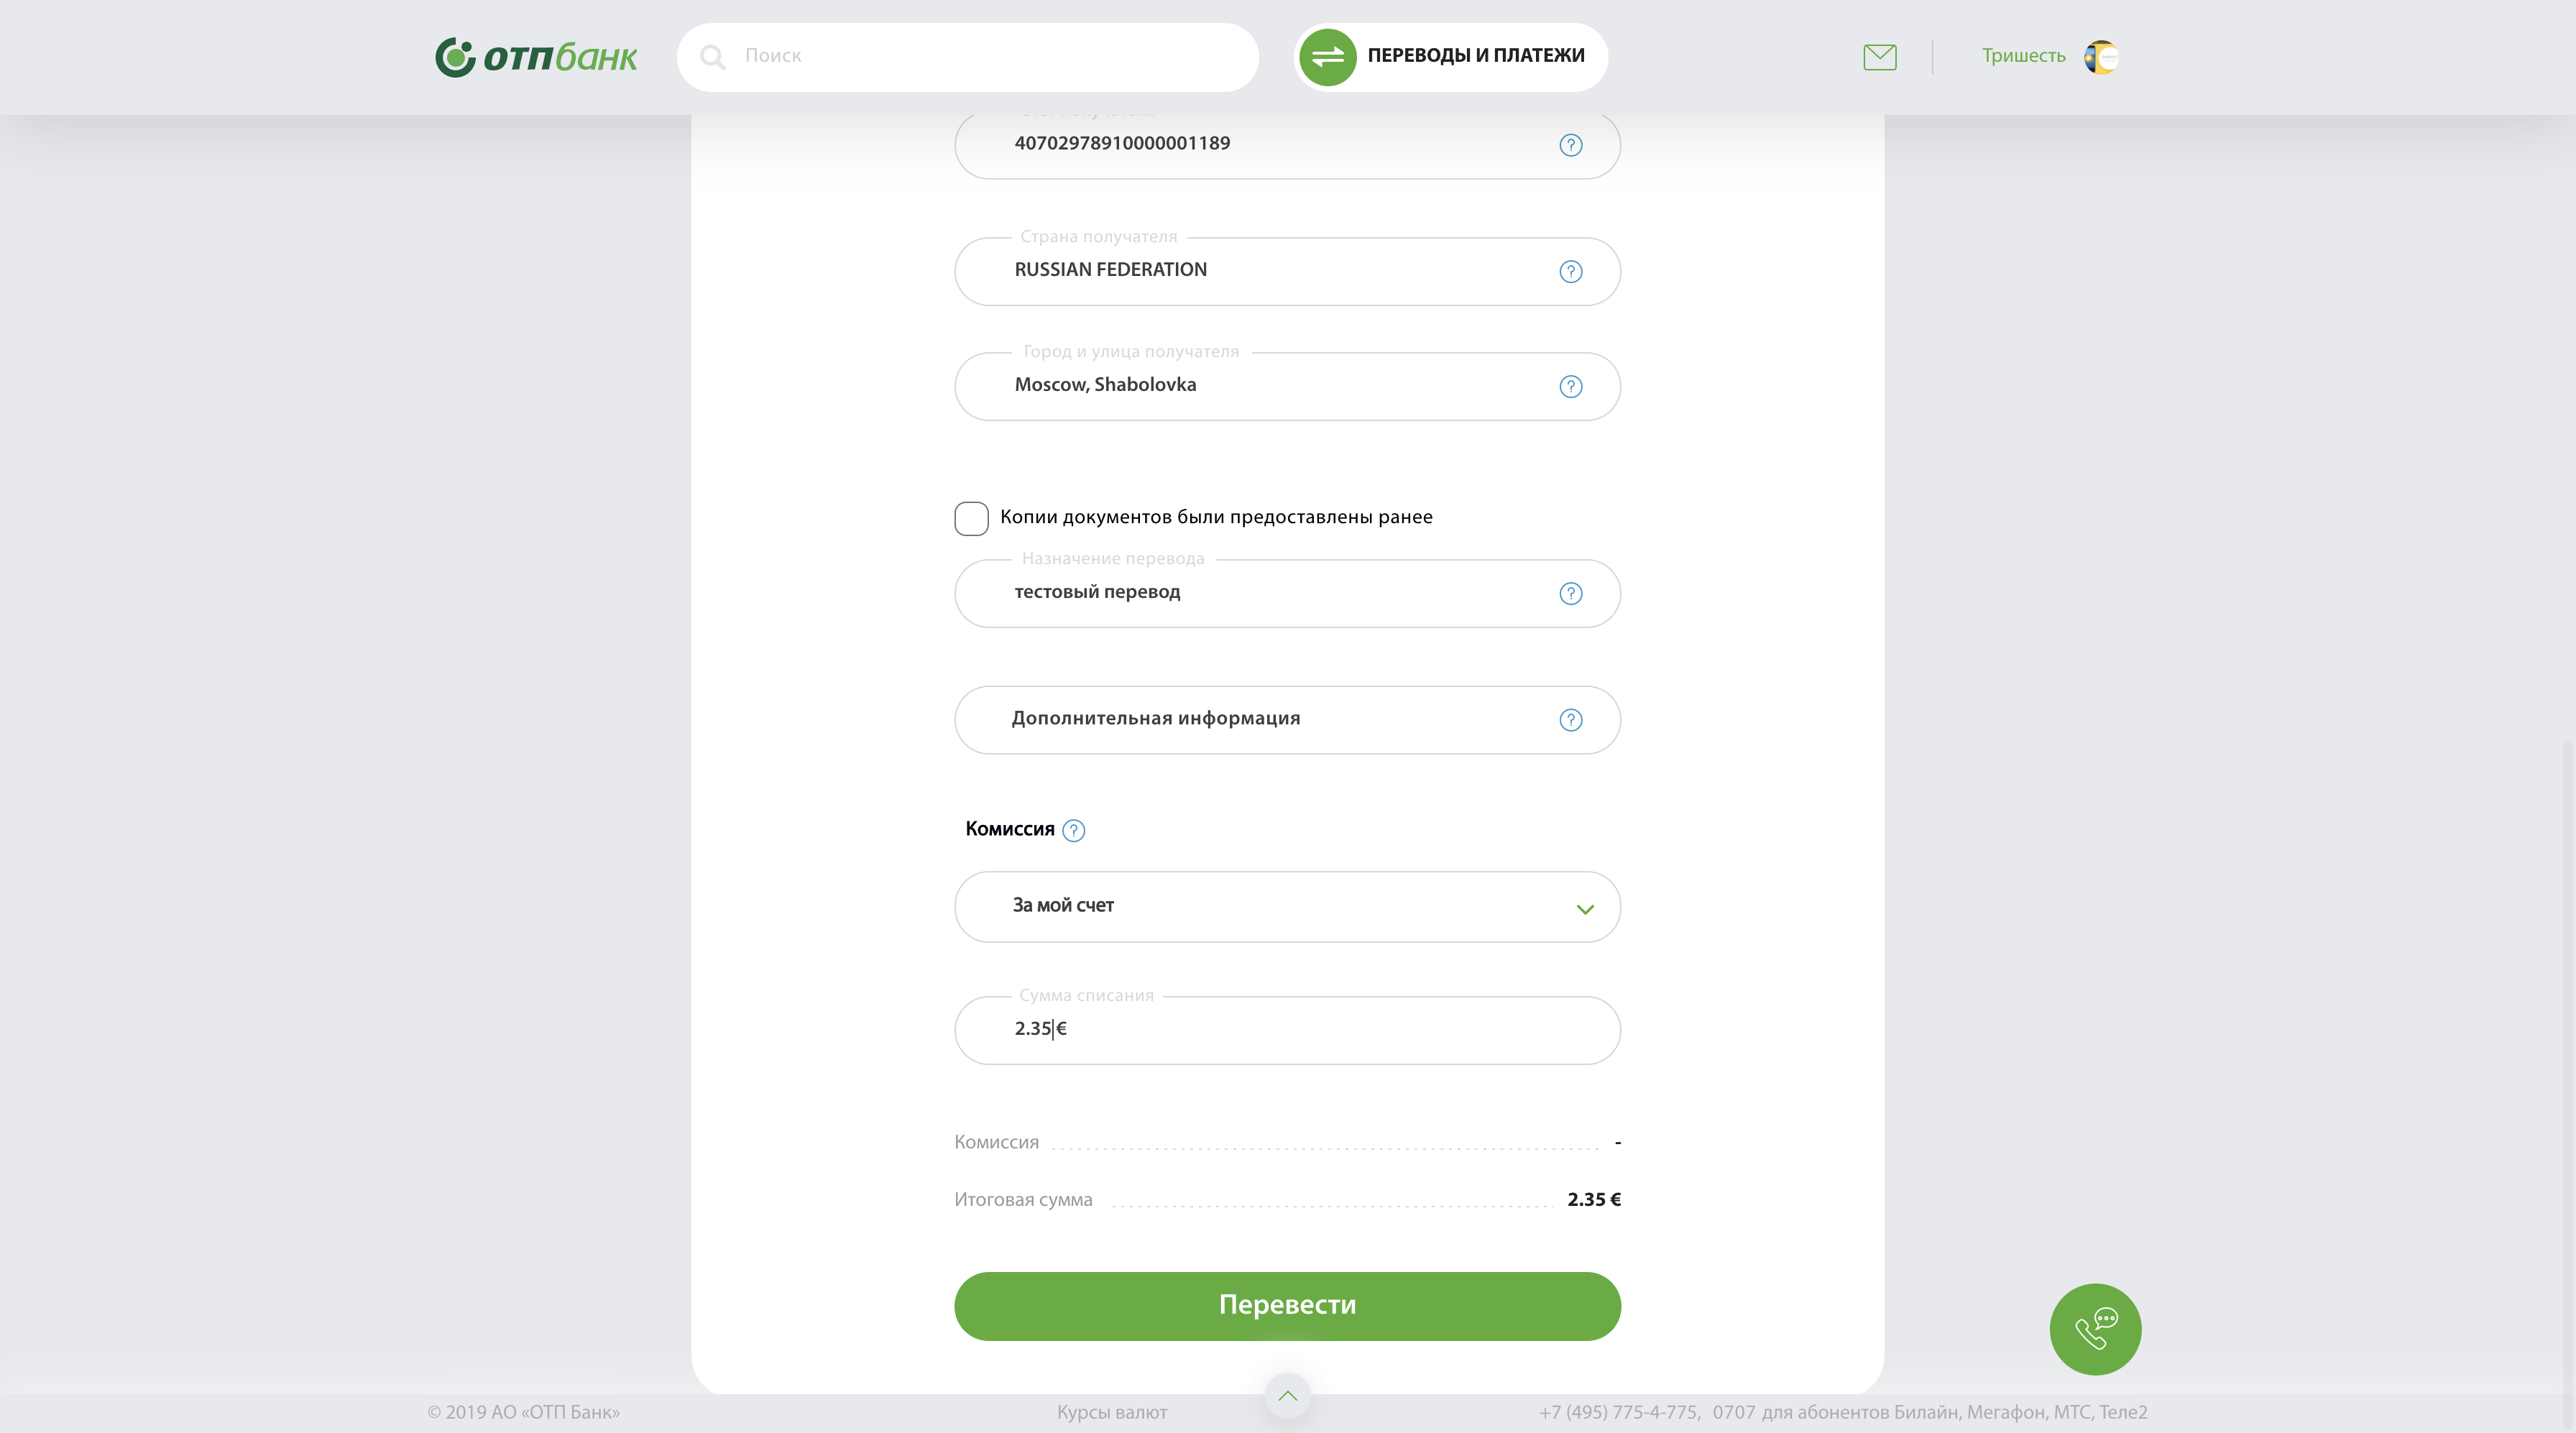 ОТПбанк
Поиск
ПЕРЕВОДЫ И ПЛАТЕЖИ
Тришесть
40702978910000001189
Страна получателя
RUSSIAN FEDERATION
Город и улица получателя
Moscow, Shabolovka
Копии документов были предоставлены ранее
Назначение перевода
тестовый перевод
Дополнительная информация
Комиссия
За мой счет
Сумма списания
2.35 €
Комиссия -
Итоговая сумма 2.35 €
Перевести
© 2019 АО «ОТП Банк»
Курсы валют
+7 (495) 775-4-775, 0707 для абонентов Билайн, Мегафон, МТС, Теле2